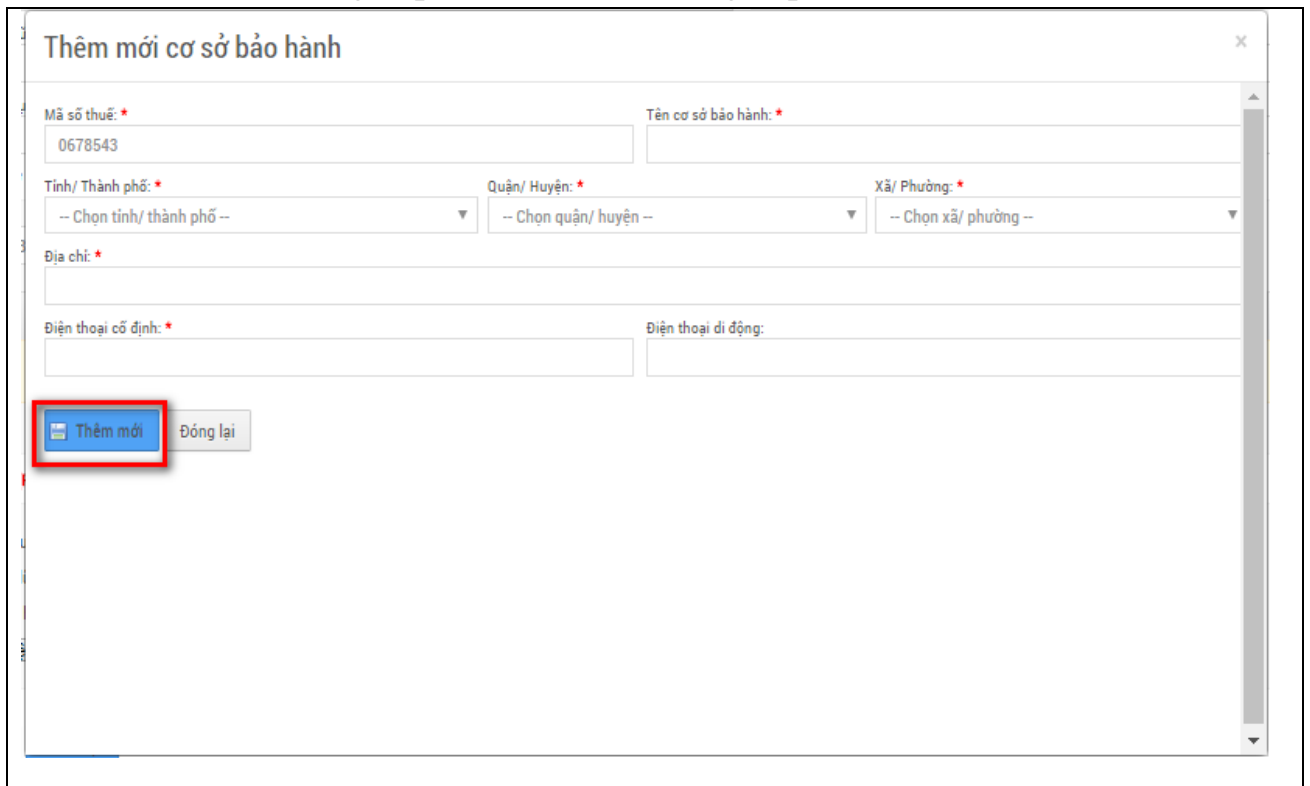 Thêm mới cơ sở bảo hành ×
Mã số thuế: * Tên cơ sở bảo hành: *
0678543
Tỉnh/ Thành phố: * Quận/ Huyện: * Xã/ Phường: *
-- Chọn tỉnh/ thành phố -- -- Chọn quận/ huyện -- -- Chọn xã/ phường --
Địa chỉ: *
Điện thoại cố định: * Điện thoại di động:
Thêm mới Đóng lại